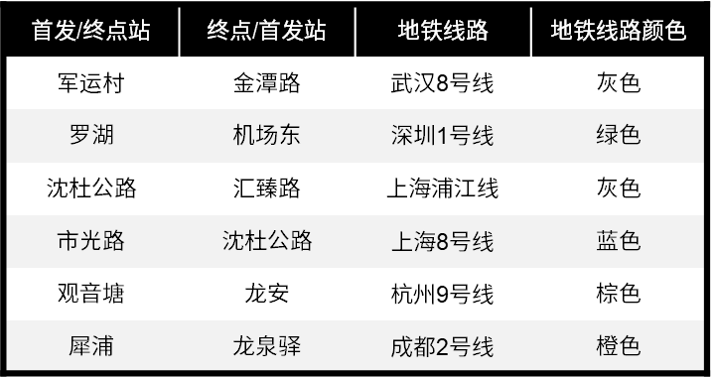 首发/终点站 终点/首发站 地铁线路 地铁线路颜色
军运村 金潭路 武汉8号线 灰色
罗湖 机场东 深圳1号线 绿色
沈杜公路 汇臻路 上海浦江线 灰色
市光路 沈杜公路 上海8号线 蓝色
观音塘 龙安 杭州9号线 棕色
犀浦 龙泉驿 成都2号线 橙色